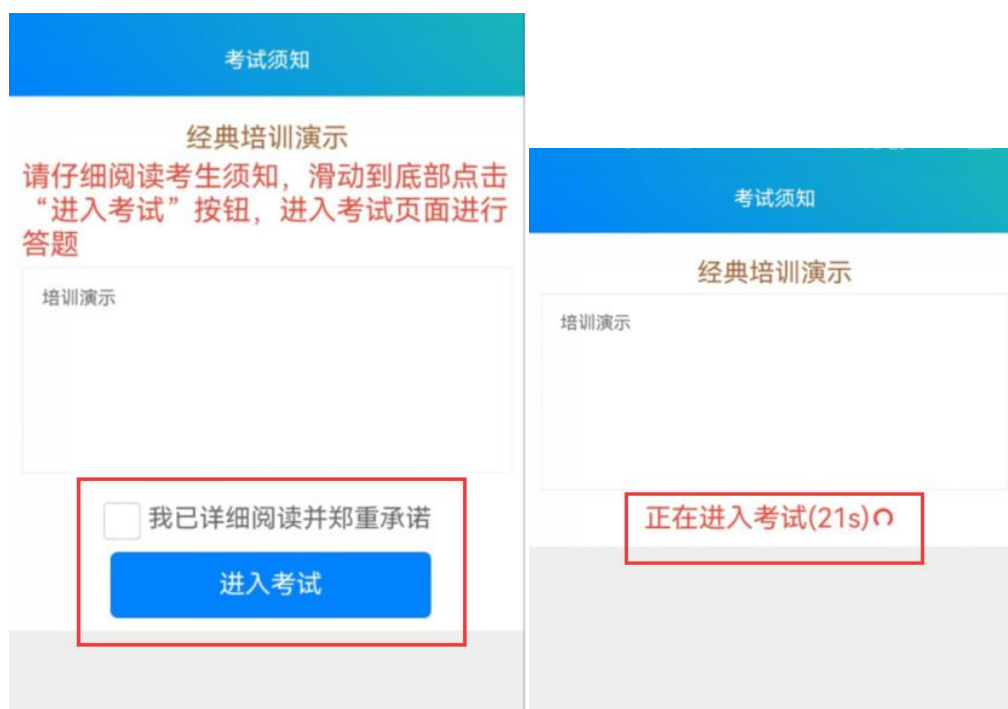 考试须知
经典培训演示
请仔细阅读考生须知，滑动到底部点击
“进入考试”按钮，进入考试页面进行
答题
培训演示
我已详细阅读并郑重承诺
进入考试
考试须知
经典培训演示
培训演示
正在进入考试(21s)